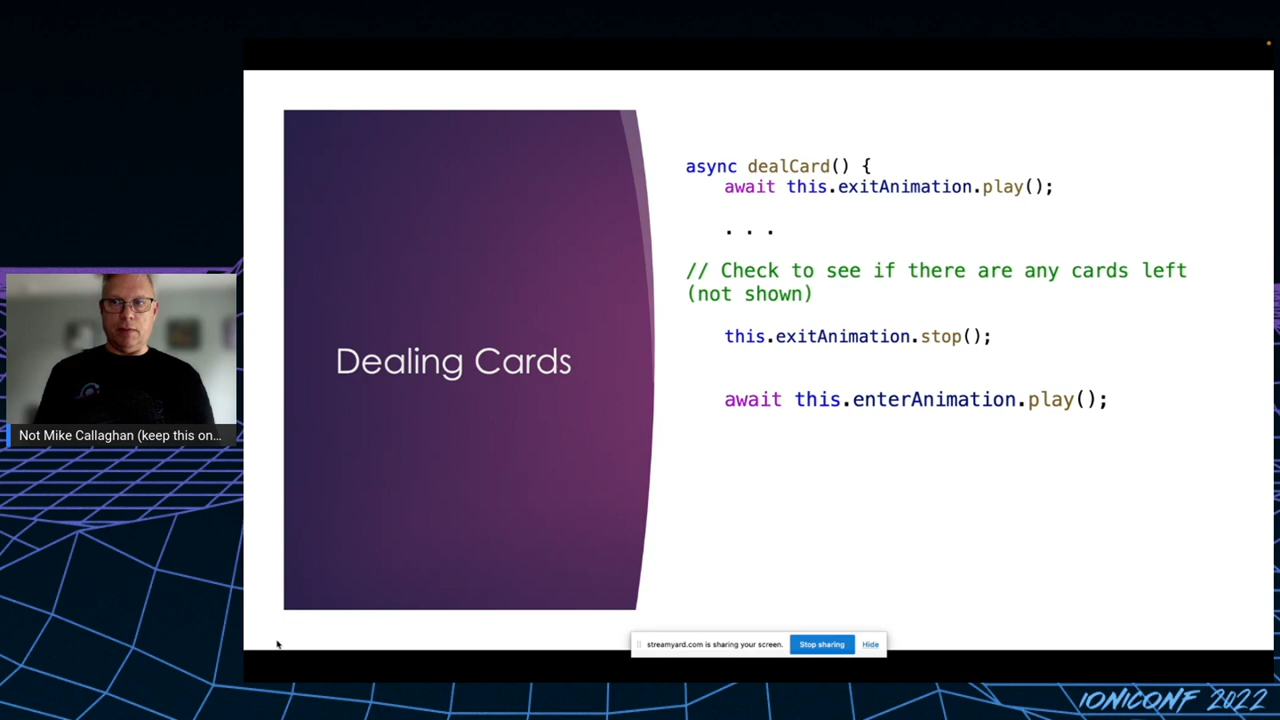 async dealCard() {
await this.exitAnimation.play();
. . .
// Check to see if there are any cards left
(not shown)
this.exitAnimation.stop();
await this.enterAnimation.play();
Dealing Cards
Not Mike Callaghan (keep this on...
streamyard.com is sharing your screen.
Stop sharing
Hide
IONICONF 2022